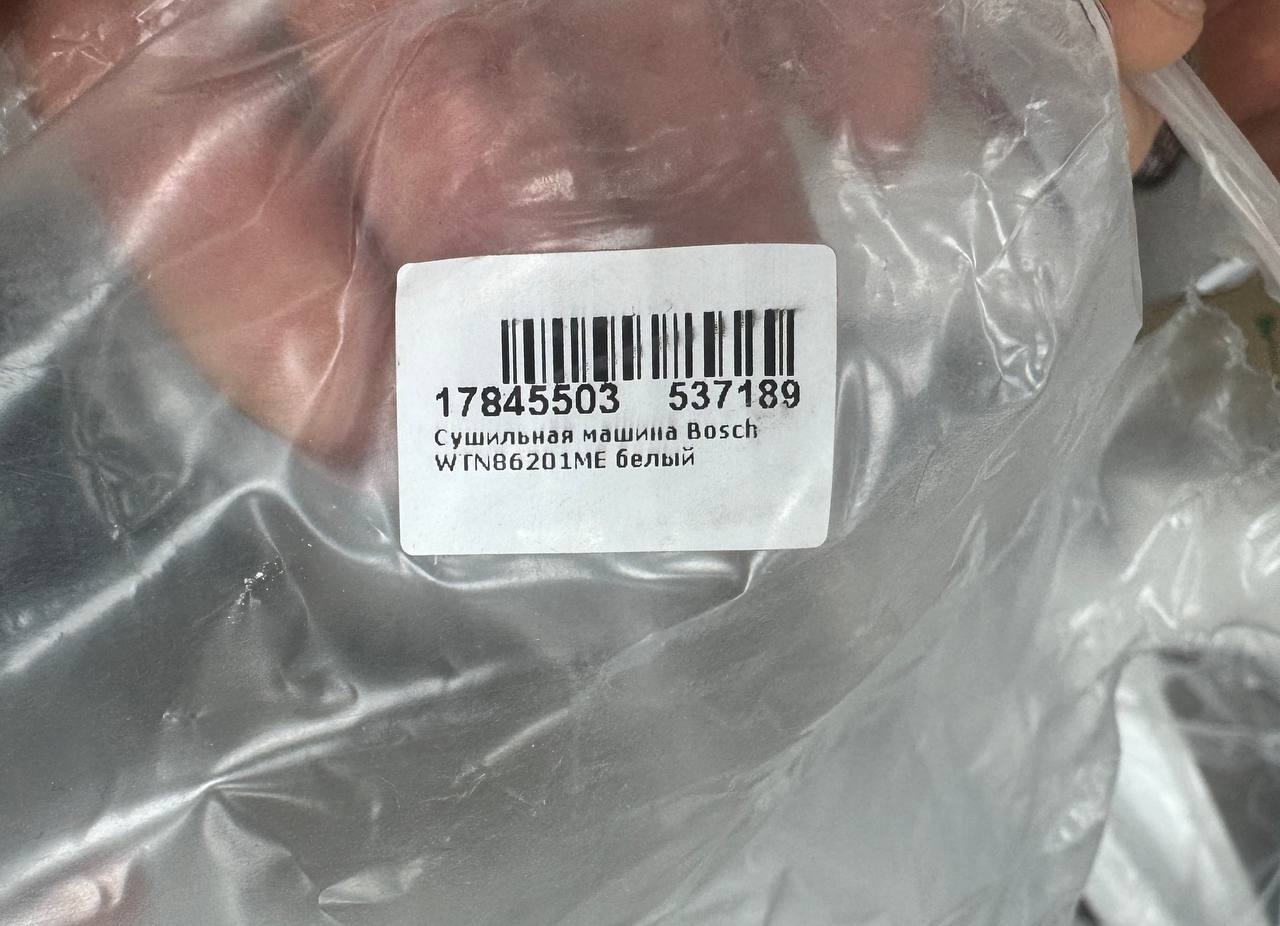 17845503 537189
Сушильная машина Bosch
WTN86201ME белый